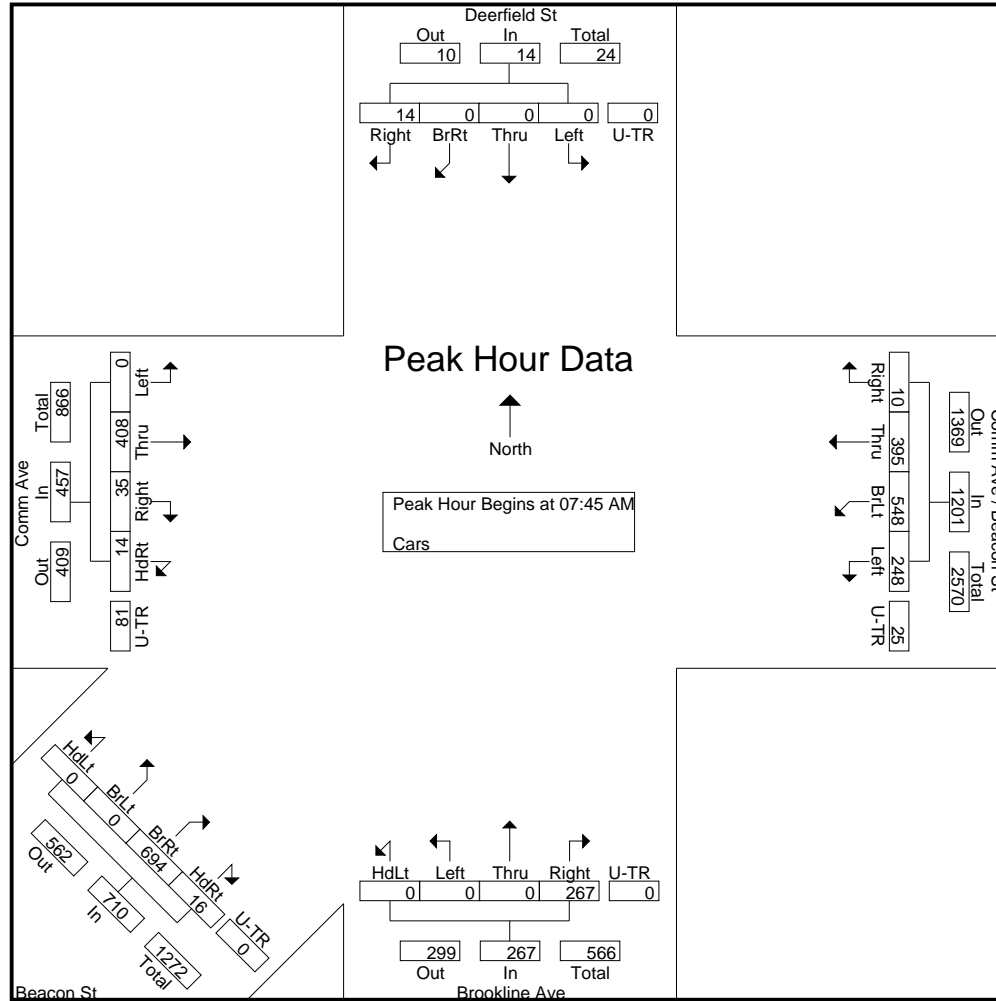 Deerfield St
Out In Total
10 14 24
14 0 0 0 0
Right BrRt Thru Left U-TR
Peak Hour Data
North
Peak Hour Begins at 07:45 AM
Cars
Comm Ave
Total In Out
866 457 409
0 408 35 14 81
Left Thru Right HdRt U-TR
Right Thru BrLt Left U-TR
10 395 548 248 25
Out In Total
1369 1201 2570
Comm Ave / Beacon St
HdLt BrLt BrRt HdRt U-TR
0 0 694 16 0
562 710 1272
Out In Total
Beacon St
HdLt Left Thru Right U-TR
0 0 0 267 0
299 267 566
Out In Total
Brookline Ave